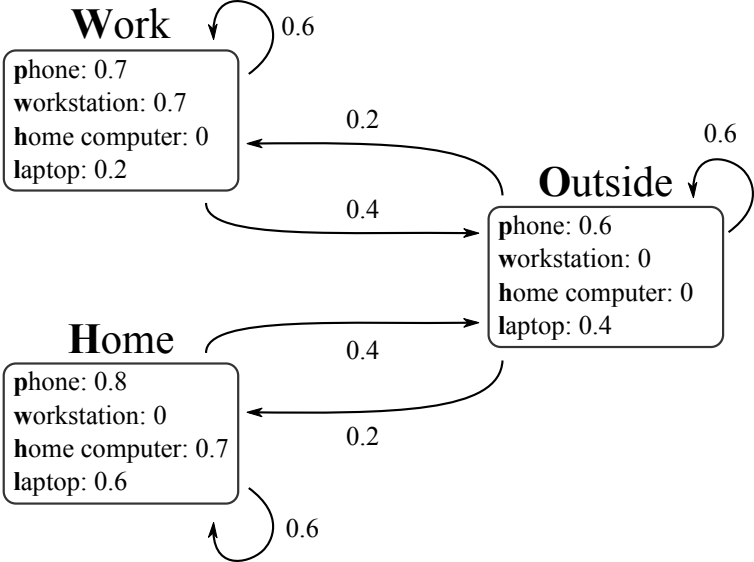 Work
0.6
phone: 0.7
workstation: 0.7
home computer: 0
laptop: 0.2
0.2
0.4
0.6
Outside
phone: 0.6
workstation: 0
home computer: 0
laptop: 0.4
Home
0.4
phone: 0.8
workstation: 0
home computer: 0.7
laptop: 0.6
0.2
0.6